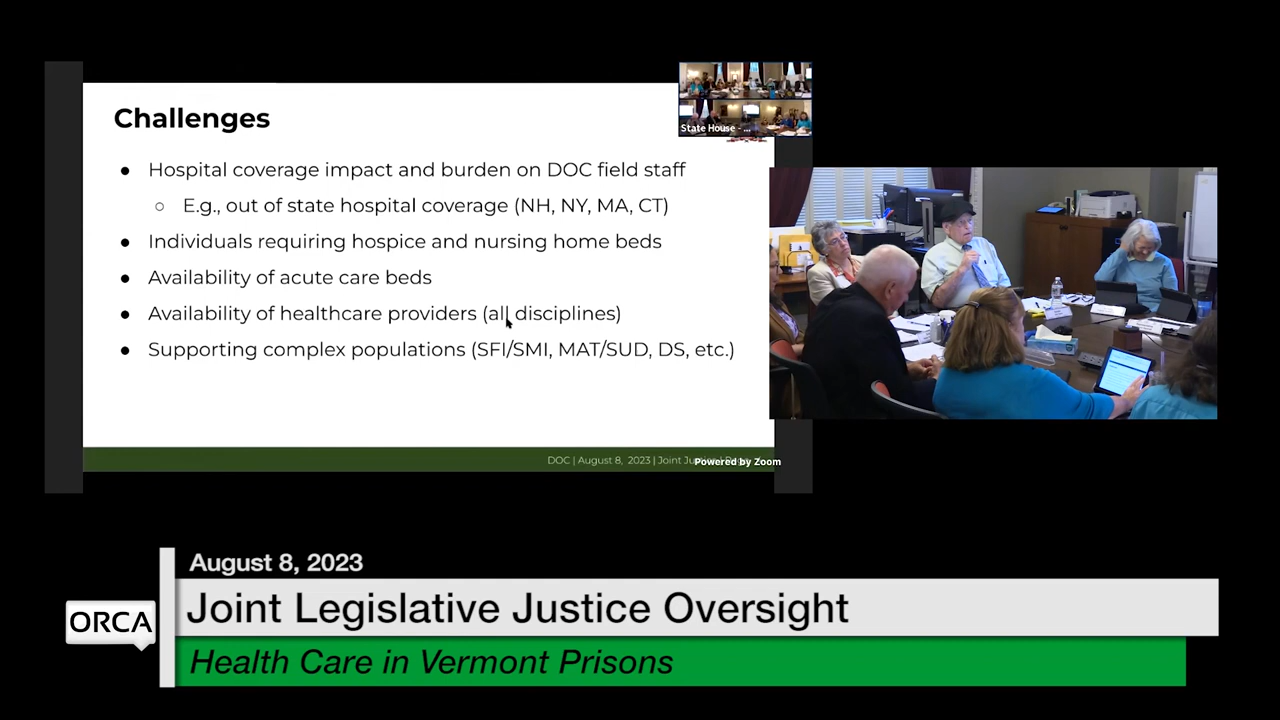 Challenges
State House - ...
● Hospital coverage impact and burden on DOC field staff
○ E.g., out of state hospital coverage (NH, NY, MA, CT)
● Individuals requiring hospice and nursing home beds
● Availability of acute care beds
● Availability of healthcare providers (all disciplines)
● Supporting complex populations (SFI/SMI, MAT/SUD, DS, etc.)
DOC | August 8, 2023 | Joint
Powered by Zoom
August 8, 2023
ORCA
Joint Legislative Justice Oversight
Health Care in Vermont Prisons